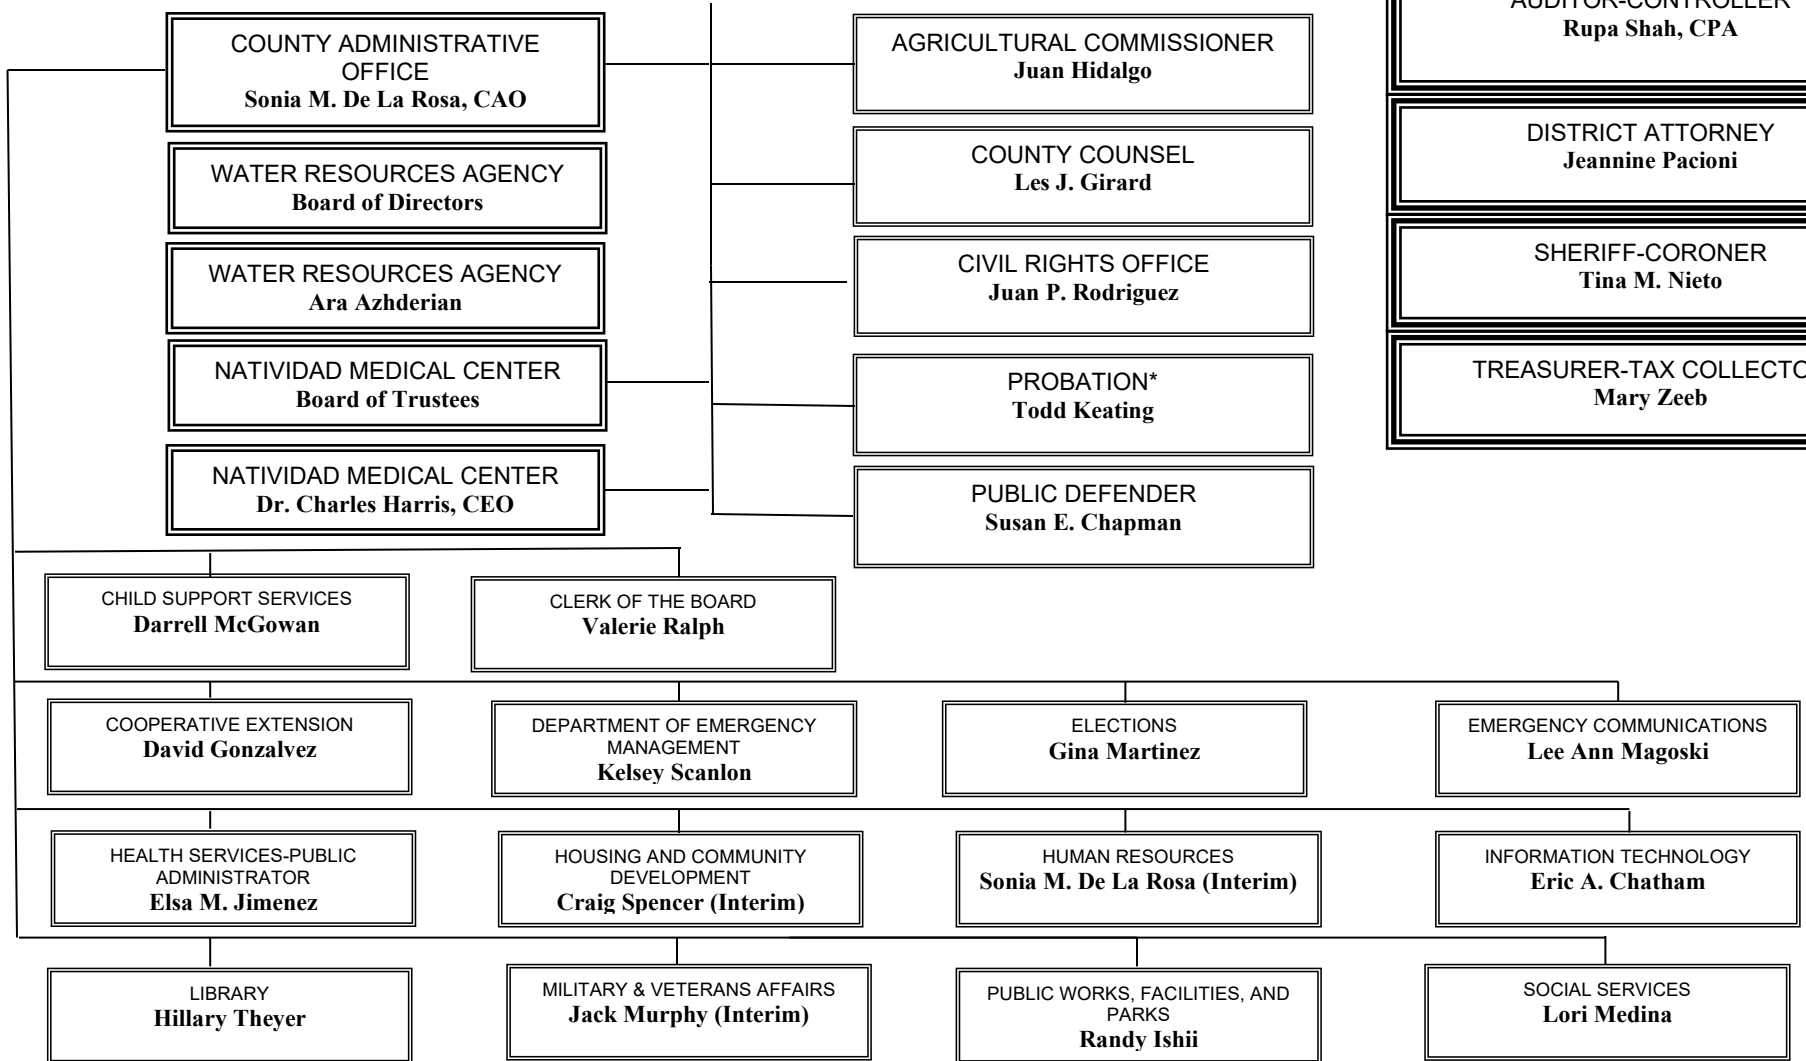 COUNTY ADMINISTRATIVE
OFFICE
Sonia M. De La Rosa, CAO
WATER RESOURCES AGENCY
Board of Directors
WATER RESOURCES AGENCY
Ara Azhderian
NATIVIDAD MEDICAL CENTER
Board of Trustees
NATIVIDAD MEDICAL CENTER
Dr. Charles Harris, CEO
AGRICULTURAL COMMISSIONER
Juan Hidalgo
COUNTY COUNSEL
Les J. Girard
CIVIL RIGHTS OFFICE
Juan P. Rodriguez
PROBATION*
Todd Keating
PUBLIC DEFENDER
Susan E. Chapman
AUDITOR-CONTROLLER
Rupa Shah, CPA
DISTRICT ATTORNEY
Jeannine Pacioni
SHERIFF-CORONER
Tina M. Nieto
TREASURER-TAX COLLECTO
Mary Zeeb
CHILD SUPPORT SERVICES
Darrell McGowan
CLERK OF THE BOARD
Valerie Ralph
COOPERATIVE EXTENSION
David Gonzalvez
DEPARTMENT OF EMERGENCY
MANAGEMENT
Kelsey Scanlon
ELECTIONS
Gina Martinez
EMERGENCY COMMUNICATIONS
Lee Ann Magoski
HEALTH SERVICES-PUBLIC
ADMINISTRATOR
Elsa M. Jimenez
HOUSING AND COMMUNITY
DEVELOPMENT
Craig Spencer (Interim)
HUMAN RESOURCES
Sonia M. De La Rosa (Interim)
INFORMATION TECHNOLOGY
Eric A. Chatham
LIBRARY
Hillary Theyer
MILITARY & VETERANS AFFAIRS
Jack Murphy (Interim)
PUBLIC WORKS, FACILITIES, AND
PARKS
Randy Ishii
SOCIAL SERVICES
Lori Medina